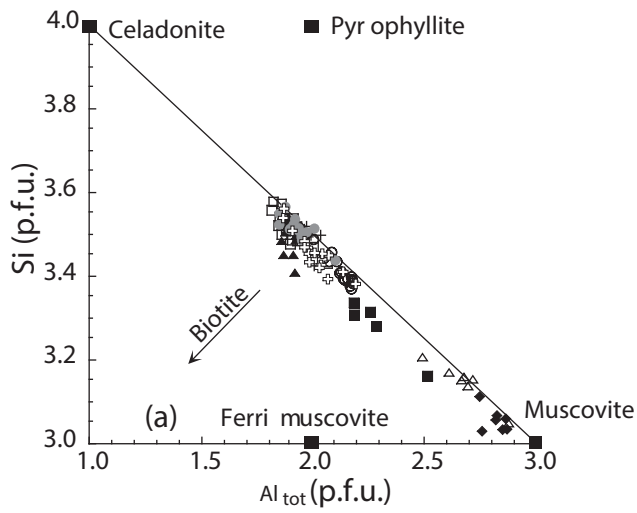 4.0
Celadonite
Pyr ophyllite
3.8
3.6
Si (p.f.u.)
3.4
Biotite
3.2
(a)
Ferri muscovite
Muscovite
3.0
1.0
1.5
2.0
2.5
3.0
Al tot (p.f.u.)